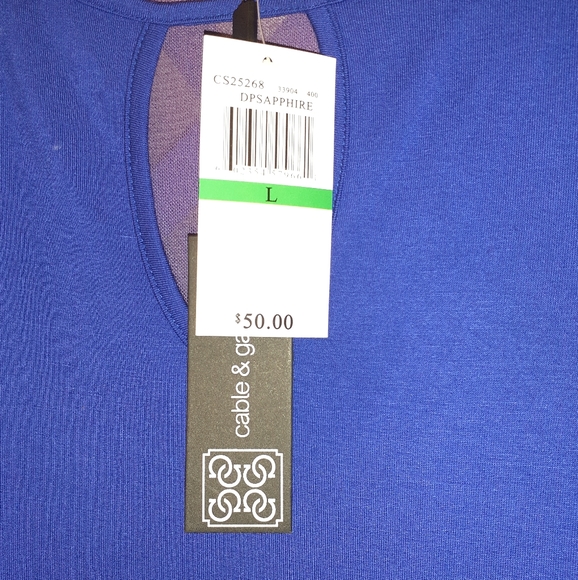 CS25268 33904 400
DPSAPPHIRE
L
$50.00
cable & ga